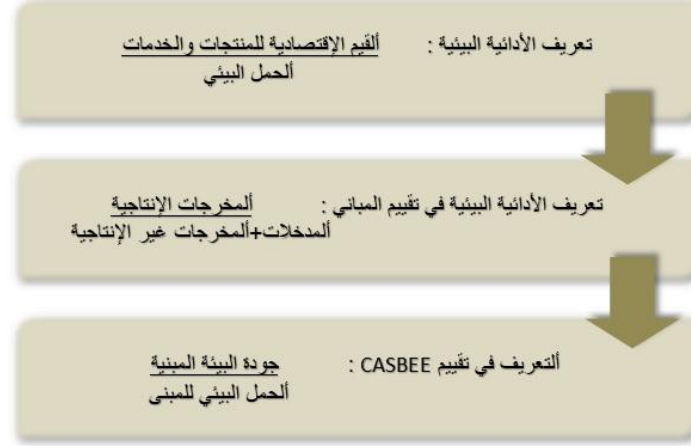 تعريف الأدائية البيئية : ألقيم الإقتصادية للمنتجات والخدمات
ألحمل البيئي
تعريف الأدائية البيئية في تقييم المباني : ألمخرجات الإنتاجية
ألمدخلات+ألمخرجات غير الإنتاجية
ألتعريف في تقييم CASBEE : جودة البيئة المبنية
ألحمل البيئي للمبنى